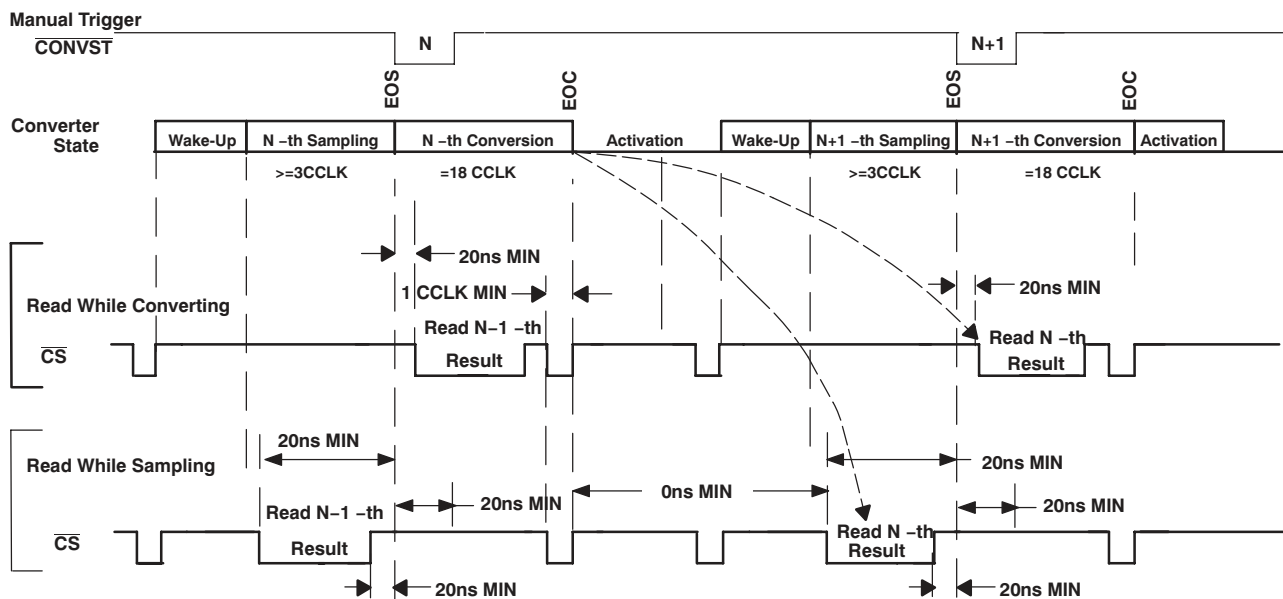 Manual Trigger
CONVST
N
N+1
EOS
EOC
EOS
EOC
Converter
State
Wake-Up
N −th Sampling
N −th Conversion
Activation
Wake-Up
N+1 −th Sampling
N+1 −th Conversion
Activation
>=3CCLK
=18 CCLK
>=3CCLK
=18 CCLK
20ns MIN
20ns MIN
1 CCLK MIN
Read While Converting
Read N−1 −th
Result
Read N −th
Result
CS
20ns MIN
Read While Sampling
20ns MIN
0ns MIN
20ns MIN
20ns MIN
Read N−1 −th
Result
Read N −th
Result
CS
20ns MIN
20ns MIN